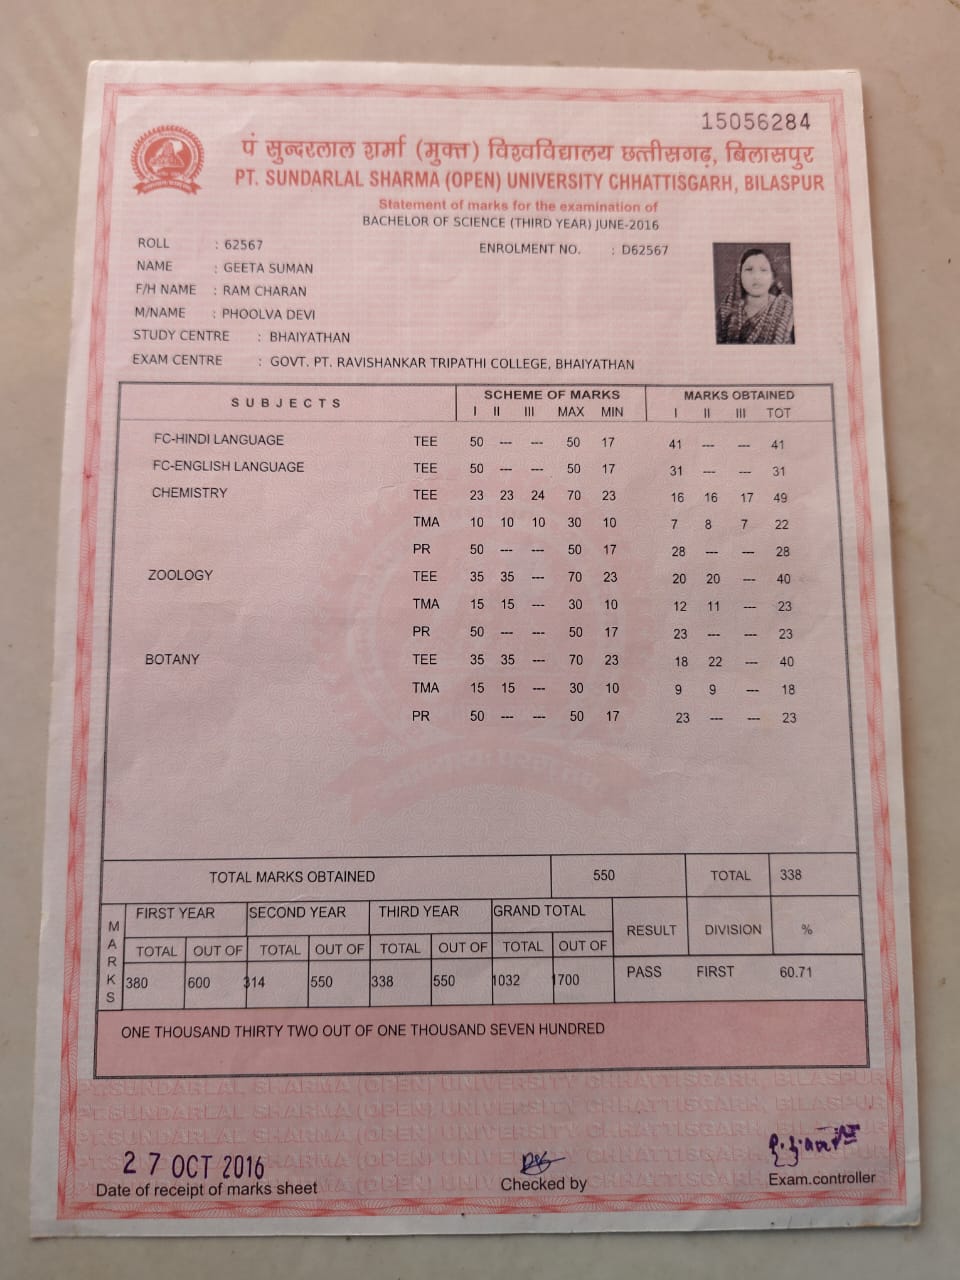 15056284
पं सुन्दरलाल शर्मा (मुक्त) विश्वविद्यालय छत्तीसगढ़, बिलासपुर
PT. SUNDARLAL SHARMA (OPEN) UNIVERSITY CHHATTISGARH, BILASPUR
Statement of marks for the examination of
BACHELOR OF SCIENCE (THIRD YEAR) JUNE-2016
ROLL : 62567 ENROLMENT NO. : D62567
NAME : GEETA SUMAN
F/H NAME : RAM CHARAN
M/NAME : PHOOLVA DEVI
STUDY CENTRE : BHAIYATHAN
EXAM CENTRE : GOVT. PT. RAVISHANKAR TRIPATHI COLLEGE, BHAIYATHAN
SUBJECTS SCHEME OF MARKS MARKS OBTAINED
I II III MAX MIN I II III TOT
FC-HINDI LANGUAGE TEE 50 --- --- 50 17 41 --- --- 41
FC-ENGLISH LANGUAGE TEE 50 --- --- 50 17 31 --- --- 31
CHEMISTRY TEE 23 23 24 70 23 16 16 17 49
TMA 10 10 10 30 10 7 8 7 22
PR 50 --- --- 50 17 28 --- --- 28
ZOOLOGY TEE 35 35 --- 70 23 20 20 --- 40
TMA 15 15 --- 30 10 12 11 --- 23
PR 50 --- --- 50 17 23 --- --- 23
BOTANY TEE 35 35 --- 70 23 18 22 --- 40
TMA 15 15 --- 30 10 9 9 --- 18
PR 50 --- --- 50 17 23 --- --- 23
TOTAL MARKS OBTAINED 550 TOTAL 338
MARKS FIRST YEAR SECOND YEAR THIRD YEAR GRAND TOTAL RESULT DIVISION %
TOTAL OUT OF TOTAL OUT OF TOTAL OUT OF TOTAL OUT OF
380 600 314 550 338 550 1032 1700 PASS FIRST 60.71
ONE THOUSAND THIRTY TWO OUT OF ONE THOUSAND SEVEN HUNDRED
PT.SUNDARLAL SHARMA (OPEN) UNIVERSITY CHHATTISGARH, BILASPUR
27 OCT 2016
Date of receipt of marks sheet Checked by Exam.controller